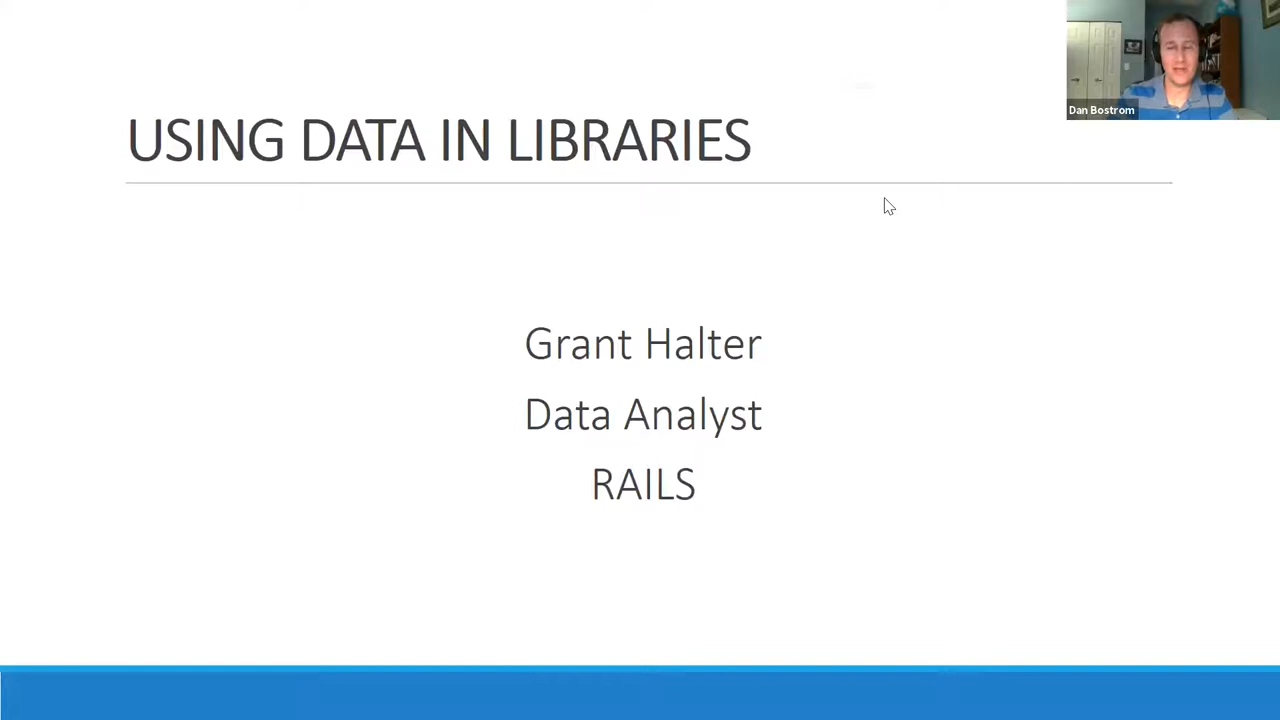 Dan Bostrom
USING DATA IN LIBRARIES
Grant Halter
Data Analyst
RAILS